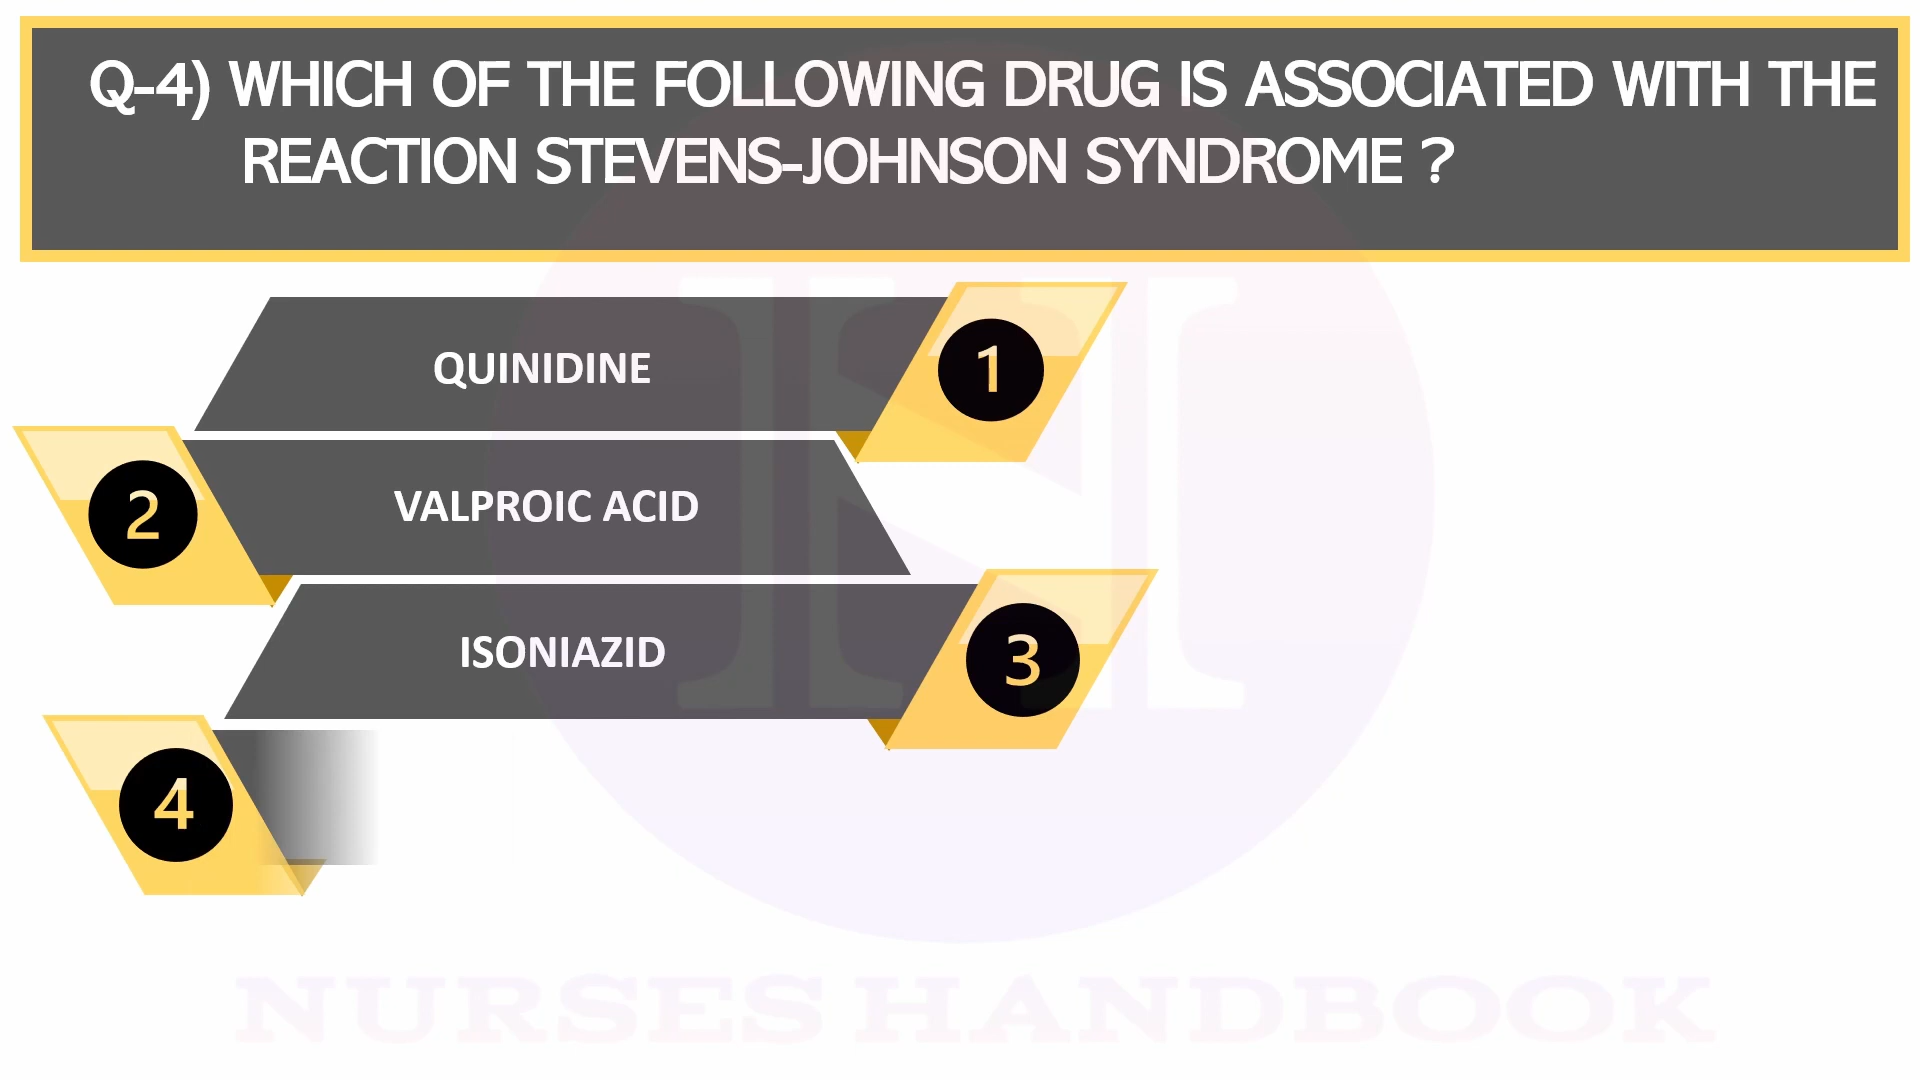 Q-4) WHICH OF THE FOLLOWING DRUG IS ASSOCIATED WITH THE
REACTION STEVENS-JOHNSON SYNDROME ?
QUINIDINE
1
2
VALPROIC ACID
ISONIAZID
3
4
N
NURSES HANDBOOK